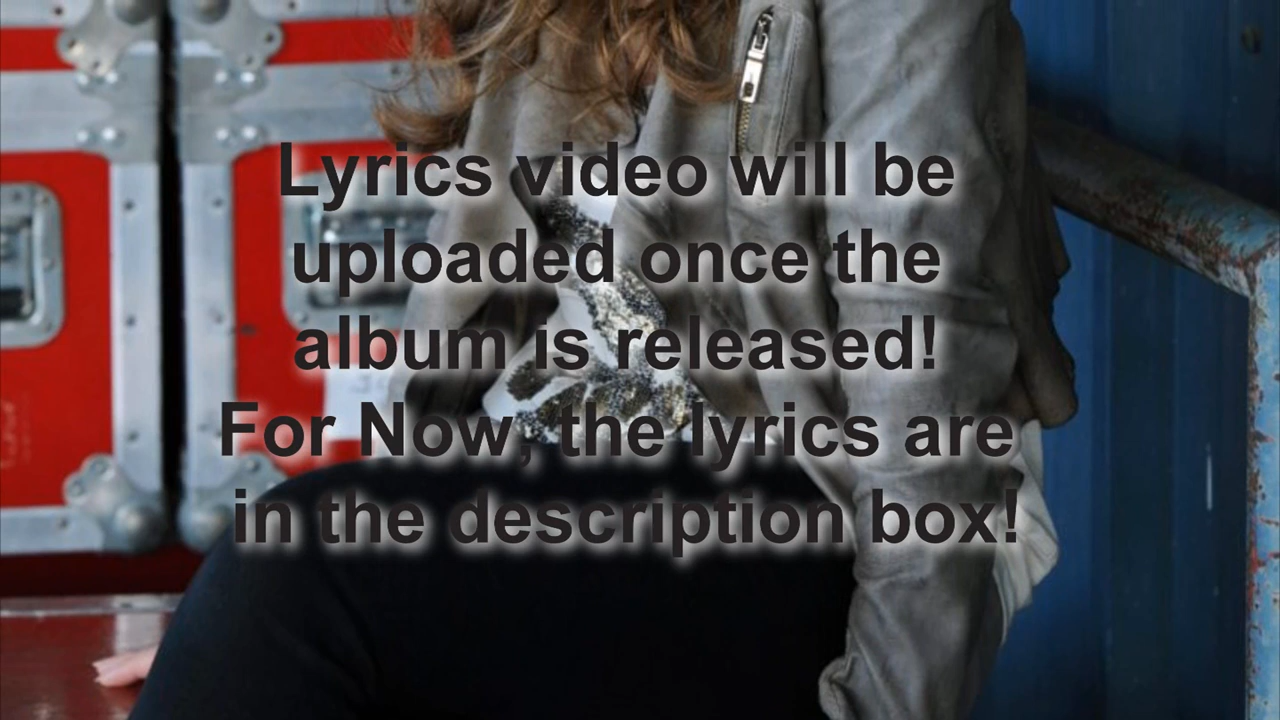 Lyrics video will be
uploaded once the
album is released!
For Now, the lyrics are
in the description box!